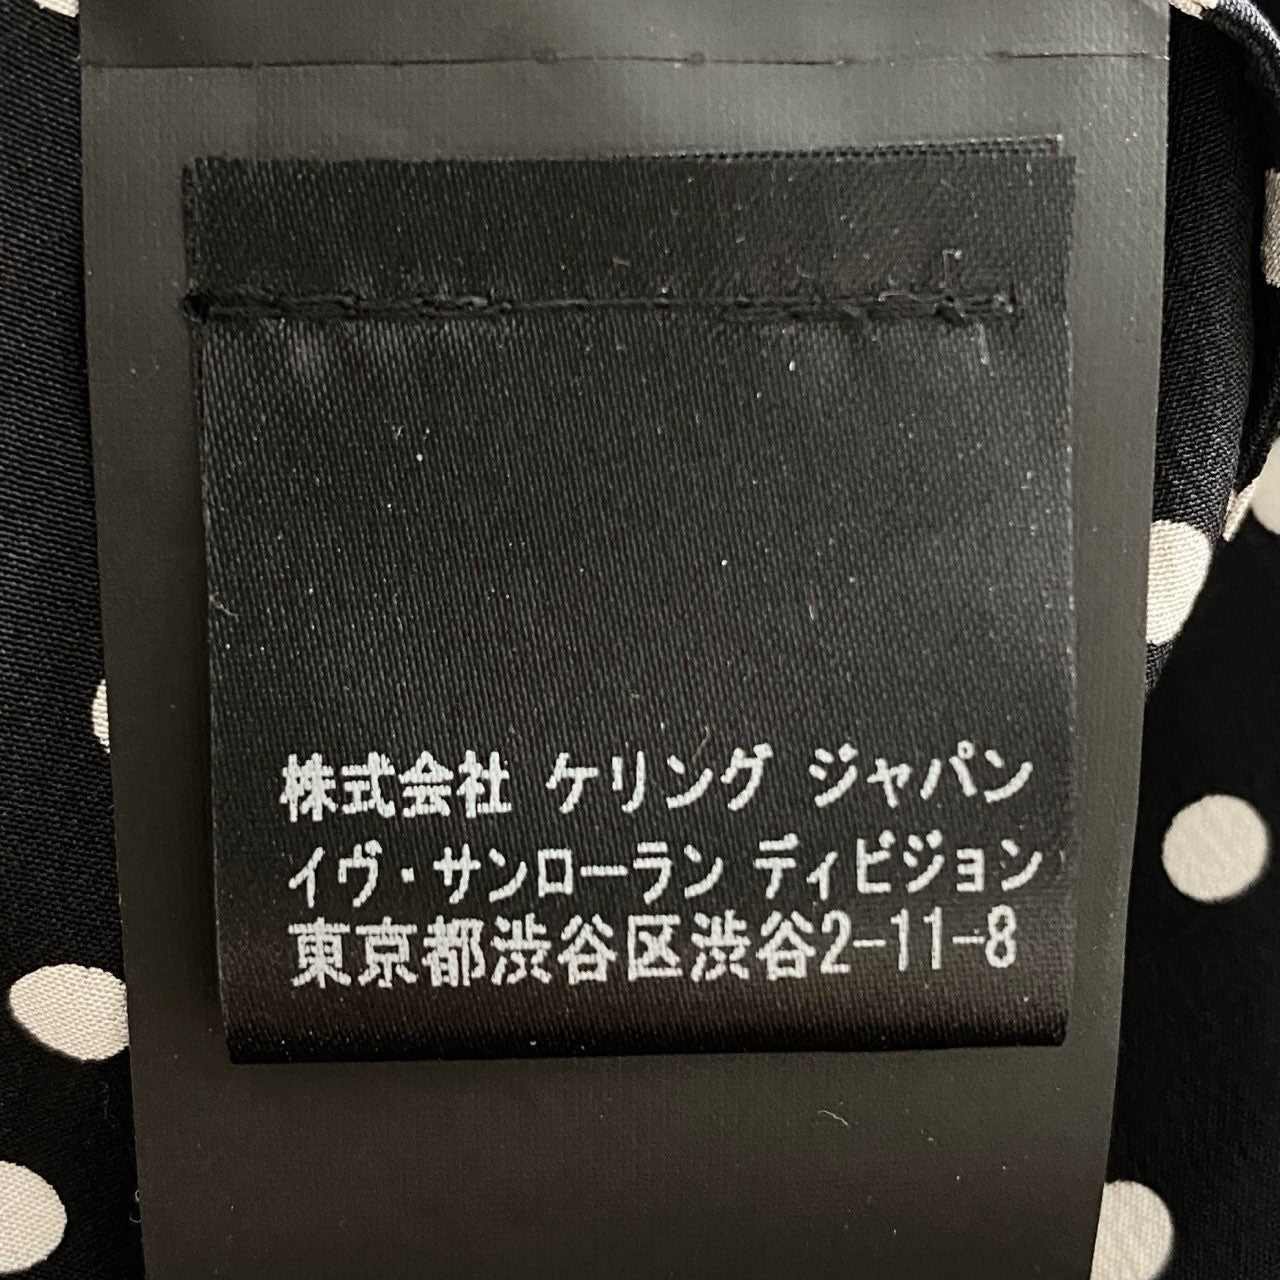 株式会社 ケリング ジャパン
イヴ・サンローラン ディビジョン
東京都渋谷区渋谷2-11-8